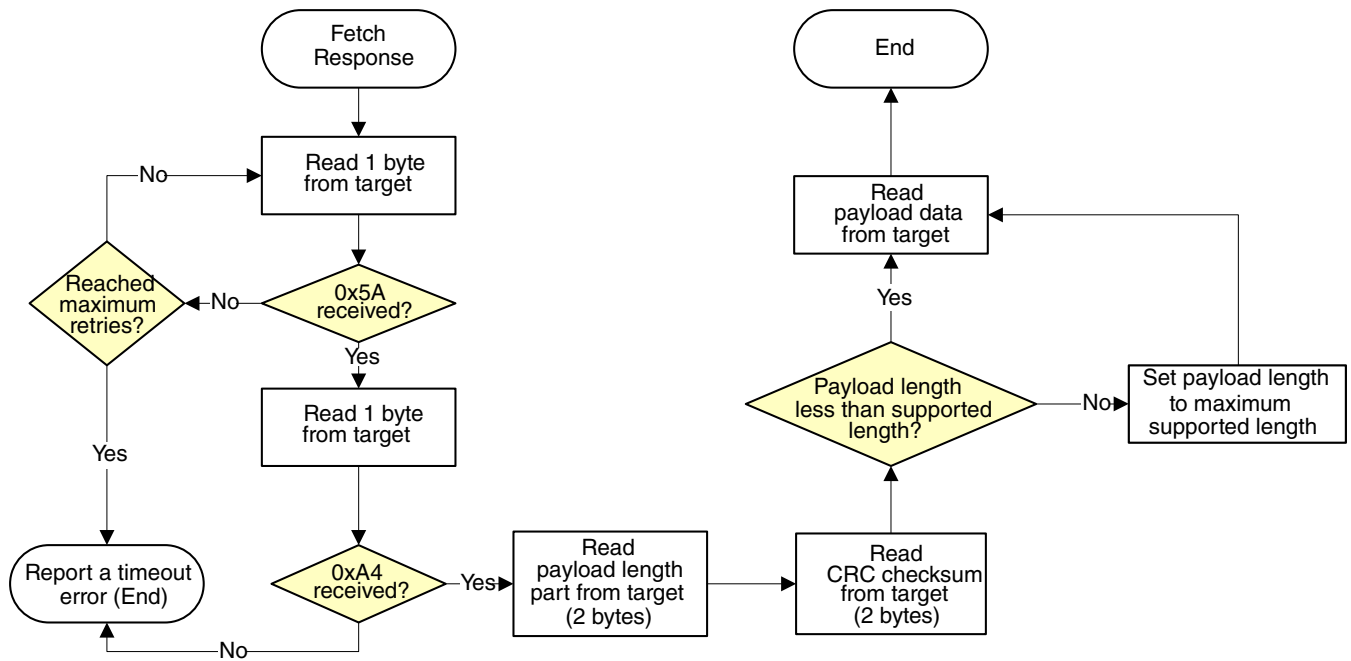 Fetch
Response
Read 1 byte
from target
No
0x5A
received?
No
Reached
maximum
retries?
Yes
Yes
Read 1 byte
from target
0xA4
received?
No
Report a timeout
error (End)
Yes
Read
payload length
part from target
(2 bytes)
Read
CRC checksum
from target
(2 bytes)
Payload length
less than supported
length?
No
Set payload length
to maximum
supported length
Yes
Read
payload data
from target
End